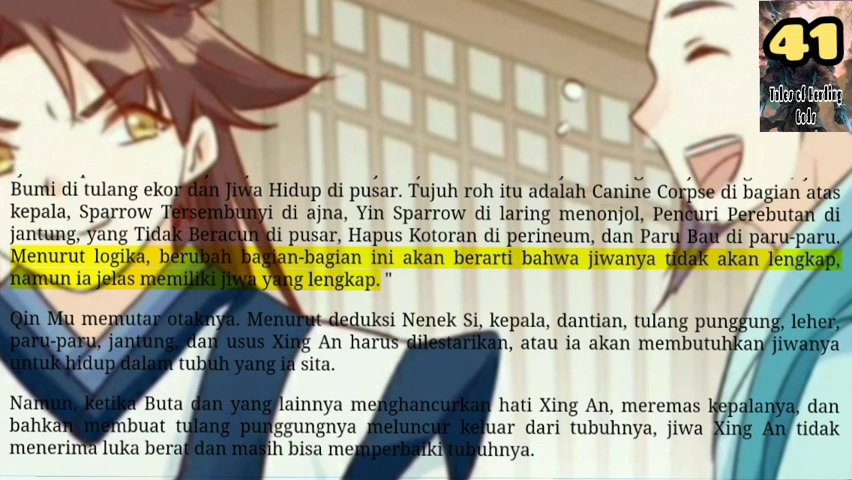 41
Tales of Herding
Gods
Bumi di tulang ekor dan Jiwa Hidup di pusar. Tujuh roh itu adalah Canine Corpse di bagian atas
kepala, Sparrow Tersembunyi di ajna, Yin Sparrow di laring menonjol, Pencuri Perebutan di
jantung, yang Tidak Beracun di pusar, Hapus Kotoran di perineum, dan Paru Bau di paru-paru.
Menurut logika, berubah bagian-bagian ini akan berarti bahwa jiwanya tidak akan lengkap,
namun ia jelas memiliki jiwa yang lengkap. "
Qin Mu memutar otaknya. Menurut deduksi Nenek Si, kepala, dantian, tulang punggung, leher,
paru-paru, jantung, dan usus Xing An harus dilestarikan, atau ia akan membutuhkan jiwanya
untuk hidup dalam tubuh yang ia sita.
Namun, ketika Buta dan yang lainnya menghancurkan hati Xing An, meremas kepalanya, dan
bahkan membuat tulang punggungnya meluncur keluar dari tubuhnya, jiwa Xing An tidak
menerima luka berat dan masih bisa memperbaiki tubuhnya.